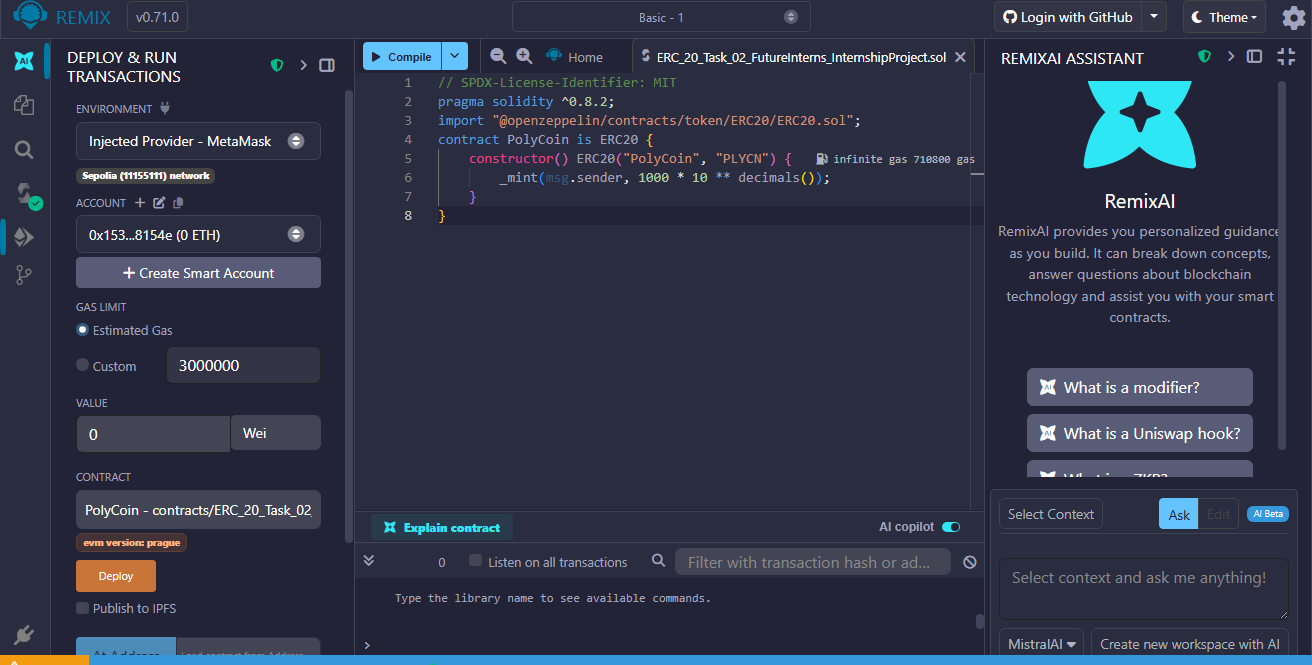 REMIX
v0.71.0
Basic - 1
Login with GitHub
Theme
DEPLOY & RUN
TRANSACTIONS
ENVIRONMENT
Injected Provider - MetaMask
Sepolia (11155111) network
ACCOUNT
0x153...8154e (0 ETH)
Create Smart Account
GAS LIMIT
Estimated Gas
Custom
3000000
VALUE
0
Wei
CONTRACT
PolyCoin - contracts/ERC_20_Task_02_
evm version: prague
Deploy
Publish to IPFS
At Address
Load contract from Address
Compile
Home
ERC_20_Task_02_FutureInterns_InternshipProject.sol
1 // SPDX-License-Identifier: MIT
2 pragma solidity ^0.8.2;
3 import "@openzeppelin/contracts/token/ERC20/ERC20.sol";
4 contract PolyCoin is ERC20 {
5 constructor() ERC20("PolyCoin", "PLYCN") { infinite gas 710800 gas
6 _mint(msg.sender, 1000 * 10 ** decimals());
7 }
8 }
Explain contract
AI copilot
0
Listen on all transactions
Filter with transaction hash or ad...
Type the library name to see available commands.
>
REMIXAI ASSISTANT
RemixAI
RemixAI provides you personalized guidance
as you build. It can break down concepts,
answer questions about blockchain
technology and assist you with your smart
contracts.
What is a modifier?
What is a Uniswap hook?
What is a ZKP?
Select Context
Ask
Edit
AI Beta
Select context and ask me anything!
MistralAI
Create new workspace with AI